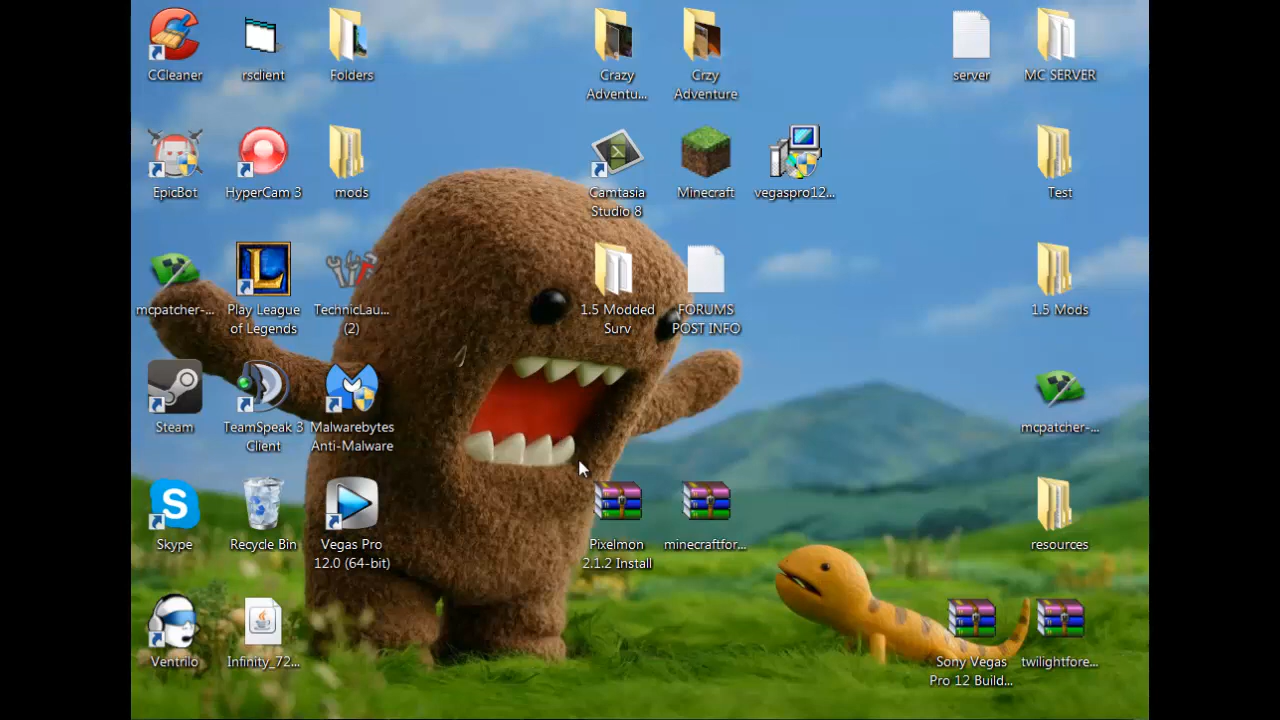 CCleaner
rsclient
Folders
Crazy
Adventu...
Crzy
Adventure
server
MC SERVER
EpicBot
HyperCam 3
mods
Camtasia
Studio 8
Minecraft
vegaspro12...
Test
mcpatcher-...
Play League
of Legends
TechnicLau...
(2)
1.5 Modded
Surv
FORUMS
POST INFO
1.5 Mods
Steam
TeamSpeak 3
Client
Malwarebytes
Anti-Malware
mcpatcher-...
Skype
Recycle Bin
Vegas Pro
12.0 (64-bit)
Pixelmon
2.1.2 Install
minecraftfor...
resources
Ventrilo
Infinity_72...
Sony Vegas
Pro 12 Build...
twilightfore...